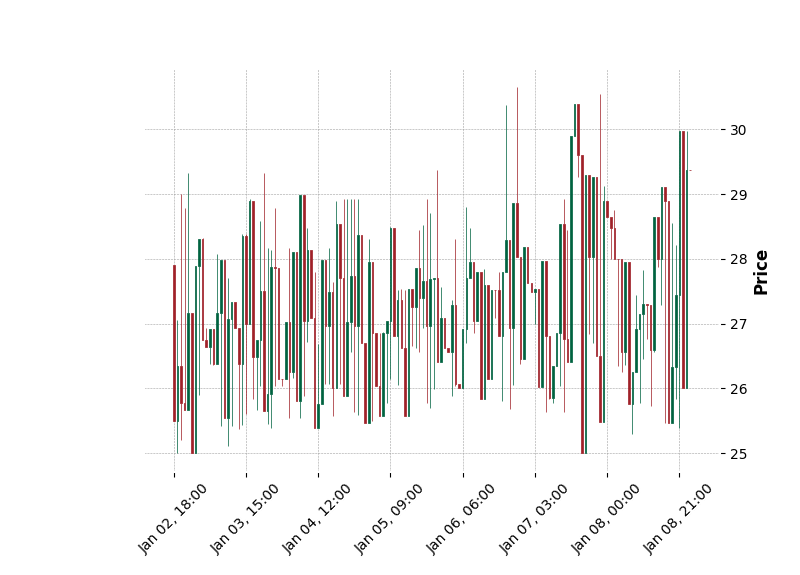 30
29
28
27
26
25
Price
Jan 02, 18:00
Jan 03, 15:00
Jan 04, 12:00
Jan 05, 09:00
Jan 06, 06:00
Jan 07, 03:00
Jan 08, 00:00
Jan 08, 21:00